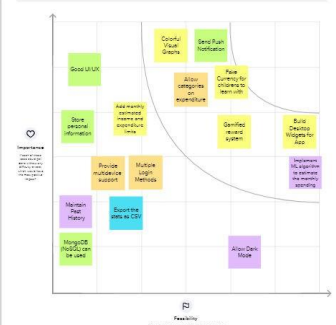 Colorful
Visual
Graphs
Send Push
Notification
Good UI/UX
Allow
categories
on
expenditure
Fake
Currency for
childrens to
learn with
Add monthly
estimated
income and
expenditure
limits
Store
personal
information
Gamified
reward
system
Build
Desktop
Widgets for
App
Importance
Provide
multidevice
support
Multiple
Login
Methods
Implement
ML algorithm
to estimate
the monthly
spending
Maintain
Past
History
Export the
stats as CSV
MongoDB
(NoSQL) can
be used
Allow Dark
Mode
Feasibility